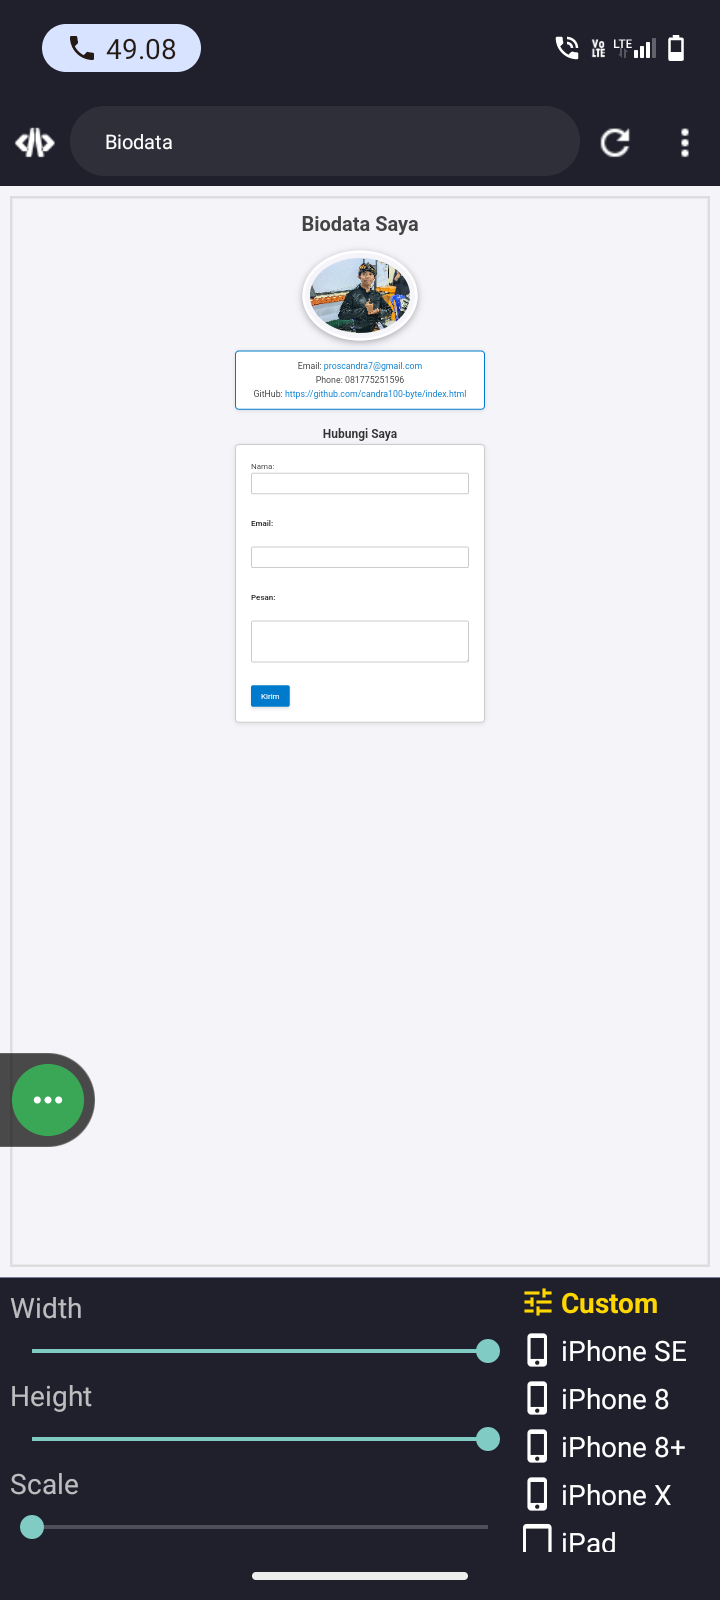 49.08
Vo LTE
LTE
Biodata
Biodata Saya
Email: proscandra7@gmail.com
Phone: 081775251596
GitHub: https://github.com/candra100-byte/index.html
Hubungi Saya
Nama:
Email:
Pesan:
Kirim
Width
Custom
iPhone SE
Height
iPhone 8
iPhone 8+
Scale
iPhone X
iPad